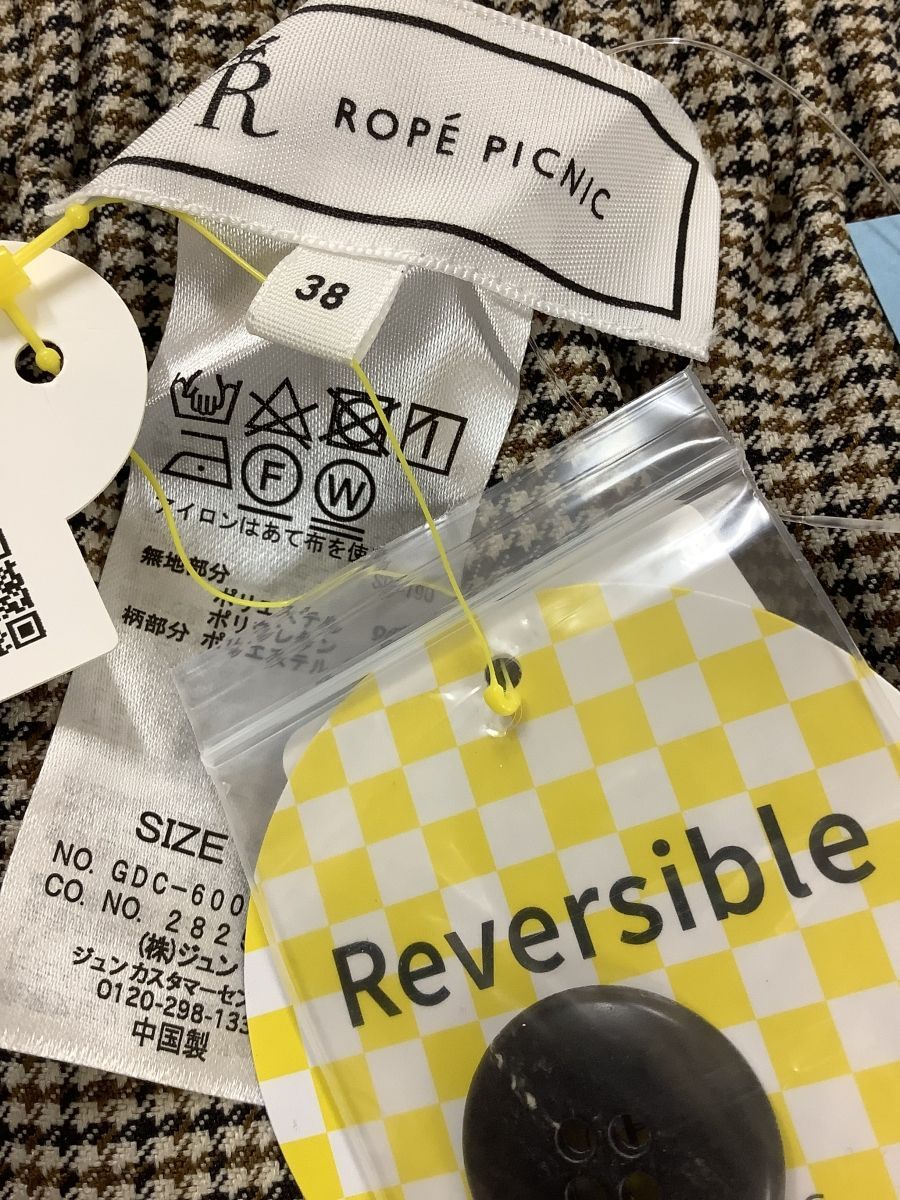 R
ROPÉ PICNIC
38
F W
アイロンはあて布を使
無地部分
ポリエステル
ポリウレタン
柄部分 ポリエステル
SIZE
NO. GDC-600
CO. NO. 282
(株)ジュン
ジュンカスタマーセン
0120-298-133
中国製
Reversible